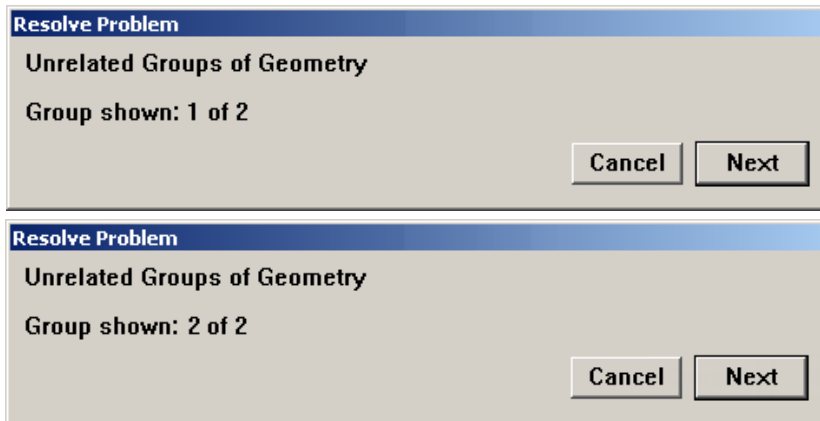 Resolve Problem
Unrelated Groups of Geometry
Group shown: 1 of 2
Cancel Next
Resolve Problem
Unrelated Groups of Geometry
Group shown: 2 of 2
Cancel Next